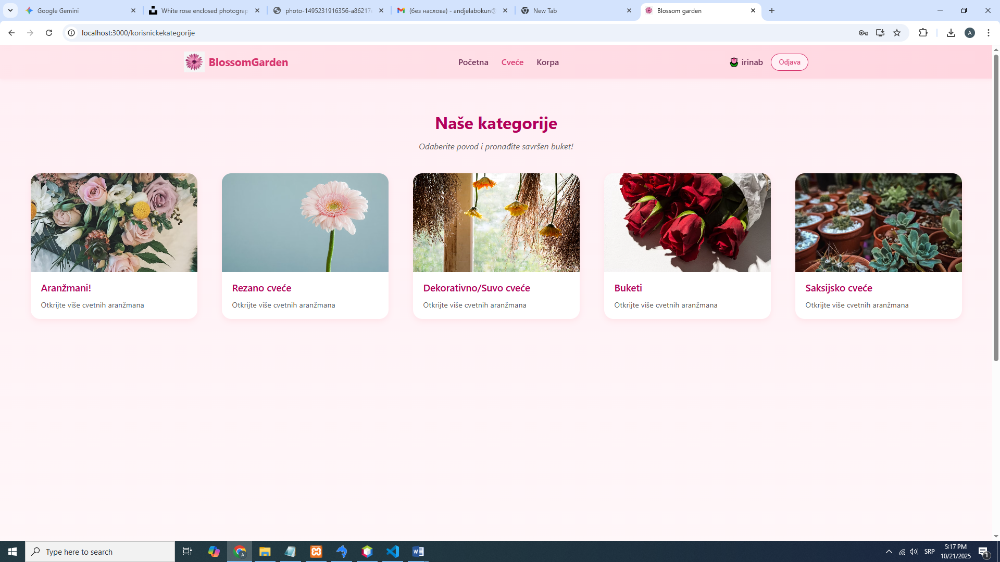 Google Gemini
White rose enclosed photograp
photo-1495231916356-a86217
(без наслова) - andjelabokun@
New Tab
Blossom garden
localhost:3000/korisnickekategorije
A
BlossomGarden
Početna
Cveće
Korpa
irinab
Odjava
Naše kategorije
Odaberite povod i pronađite savršen buket!
Aranžmani!
Otkrijte više cvetnih aranžmana
Rezano cveće
Otkrijte više cvetnih aranžmana
Dekorativno/Suvo cveće
Otkrijte više cvetnih aranžmana
Buketi
Otkrijte više cvetnih aranžmana
Saksijsko cveće
Otkrijte više cvetnih aranžmana
Type here to search
A
SRP
5:17 PM
10/21/2025
1